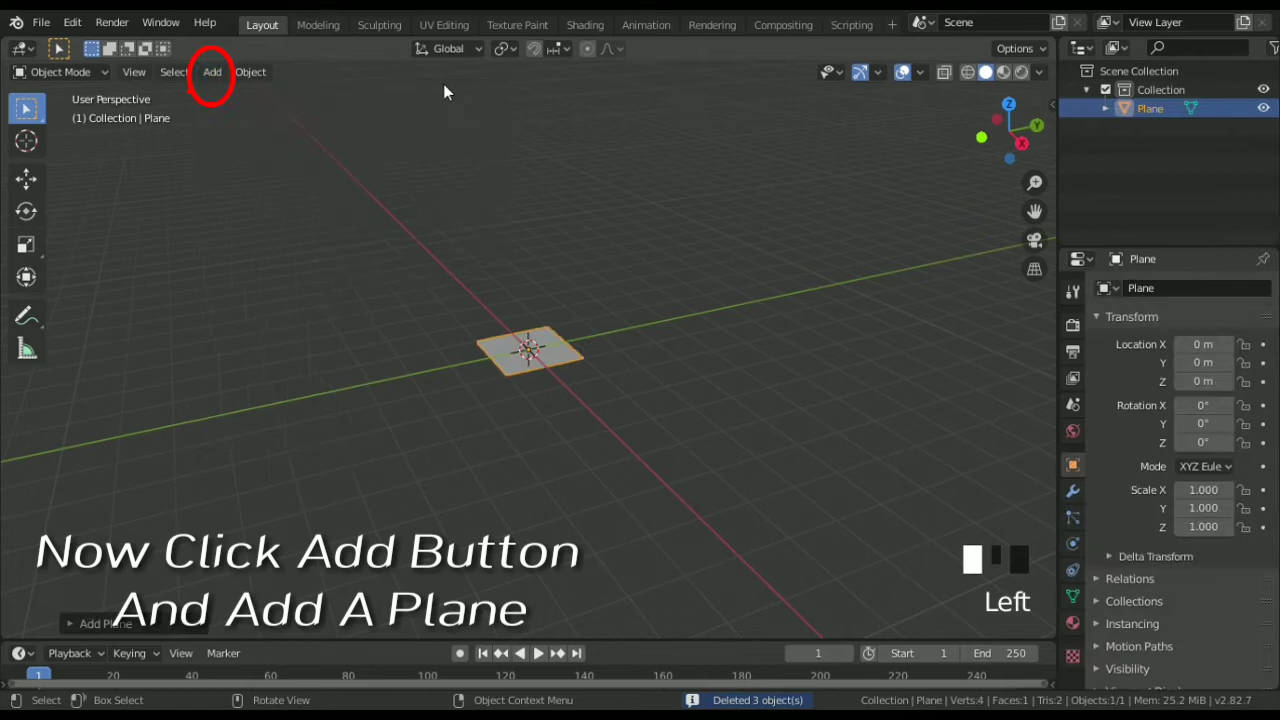 File Edit Render Window Help Layout Modeling Sculpting UV Editing Texture Paint Shading Animation Rendering Compositing Scripting + Scene View Layer
Global Options
Object Mode View Select Add Object
User Perspective
(1) Collection | Plane
Z
Y
X
Scene Collection
Collection
Plane
Plane
Plane
Transform
Location X 0 m
Y 0 m
Z 0 m
Rotation X 0°
Y 0°
Z 0°
Mode XYZ Eule
Scale X 1.000
Y 1.000
Z 1.000
Delta Transform
Relations
Collections
Instancing
Motion Paths
Visibility
Now Click Add Button
And Add A Plane
Add Plane
Left
Playback Keying View Marker 1 Start 1 End 250
1 20 40 60 80 100 120 140 160 180 200 220 240
Select Box Select Rotate View Object Context Menu Deleted 3 object(s) Collection | Plane | Verts:4 | Faces:1 | Tris:2 | Objects:1/1 | Mem: 25.2 MiB | v2.82.7